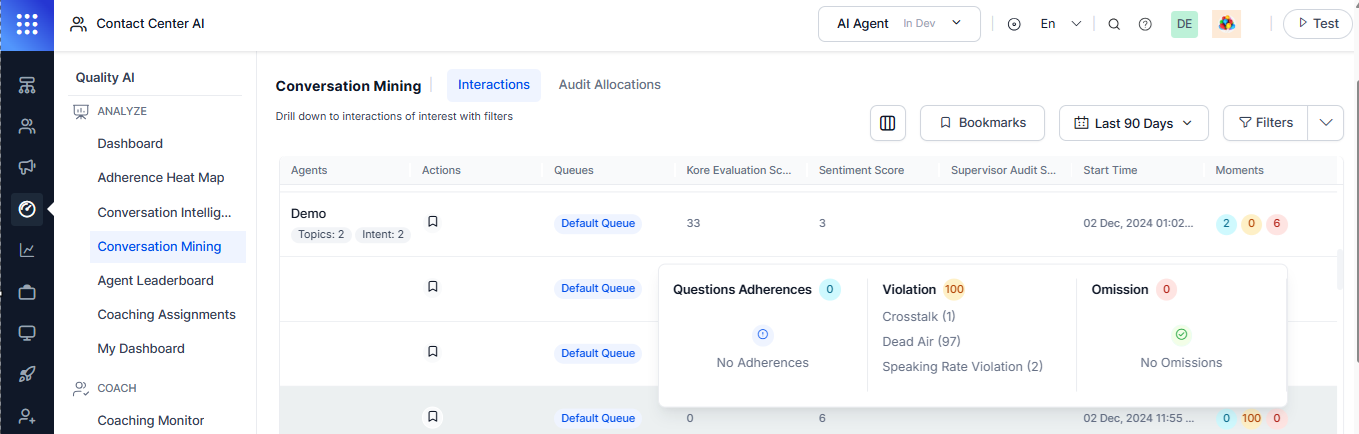 Contact Center AI
AI Agent In Dev
En
DE
Test
Quality AI
ANALYZE
Dashboard
Adherence Heat Map
Conversation Intellig...
Conversation Mining
Agent Leaderboard
Coaching Assignments
My Dashboard
COACH
Coaching Monitor
Conversation Mining Interactions Audit Allocations
Drill down to interactions of interest with filters
Bookmarks Last 90 Days Filters
Agents Actions Queues Kore Evaluation Sc... Sentiment Score Supervisor Audit S... Start Time Moments
Demo
Topics: 2 Intent: 2
Default Queue 33 3 02 Dec, 2024 01:02... 2 0 6
Default Queue
Default Queue
Questions Adherences 0
No Adherences
Violation 100
Crosstalk (1)
Dead Air (97)
Speaking Rate Violation (2)
Omission 0
No Omissions
Default Queue 0 6 02 Dec, 2024 11:55 ... 0 100 0